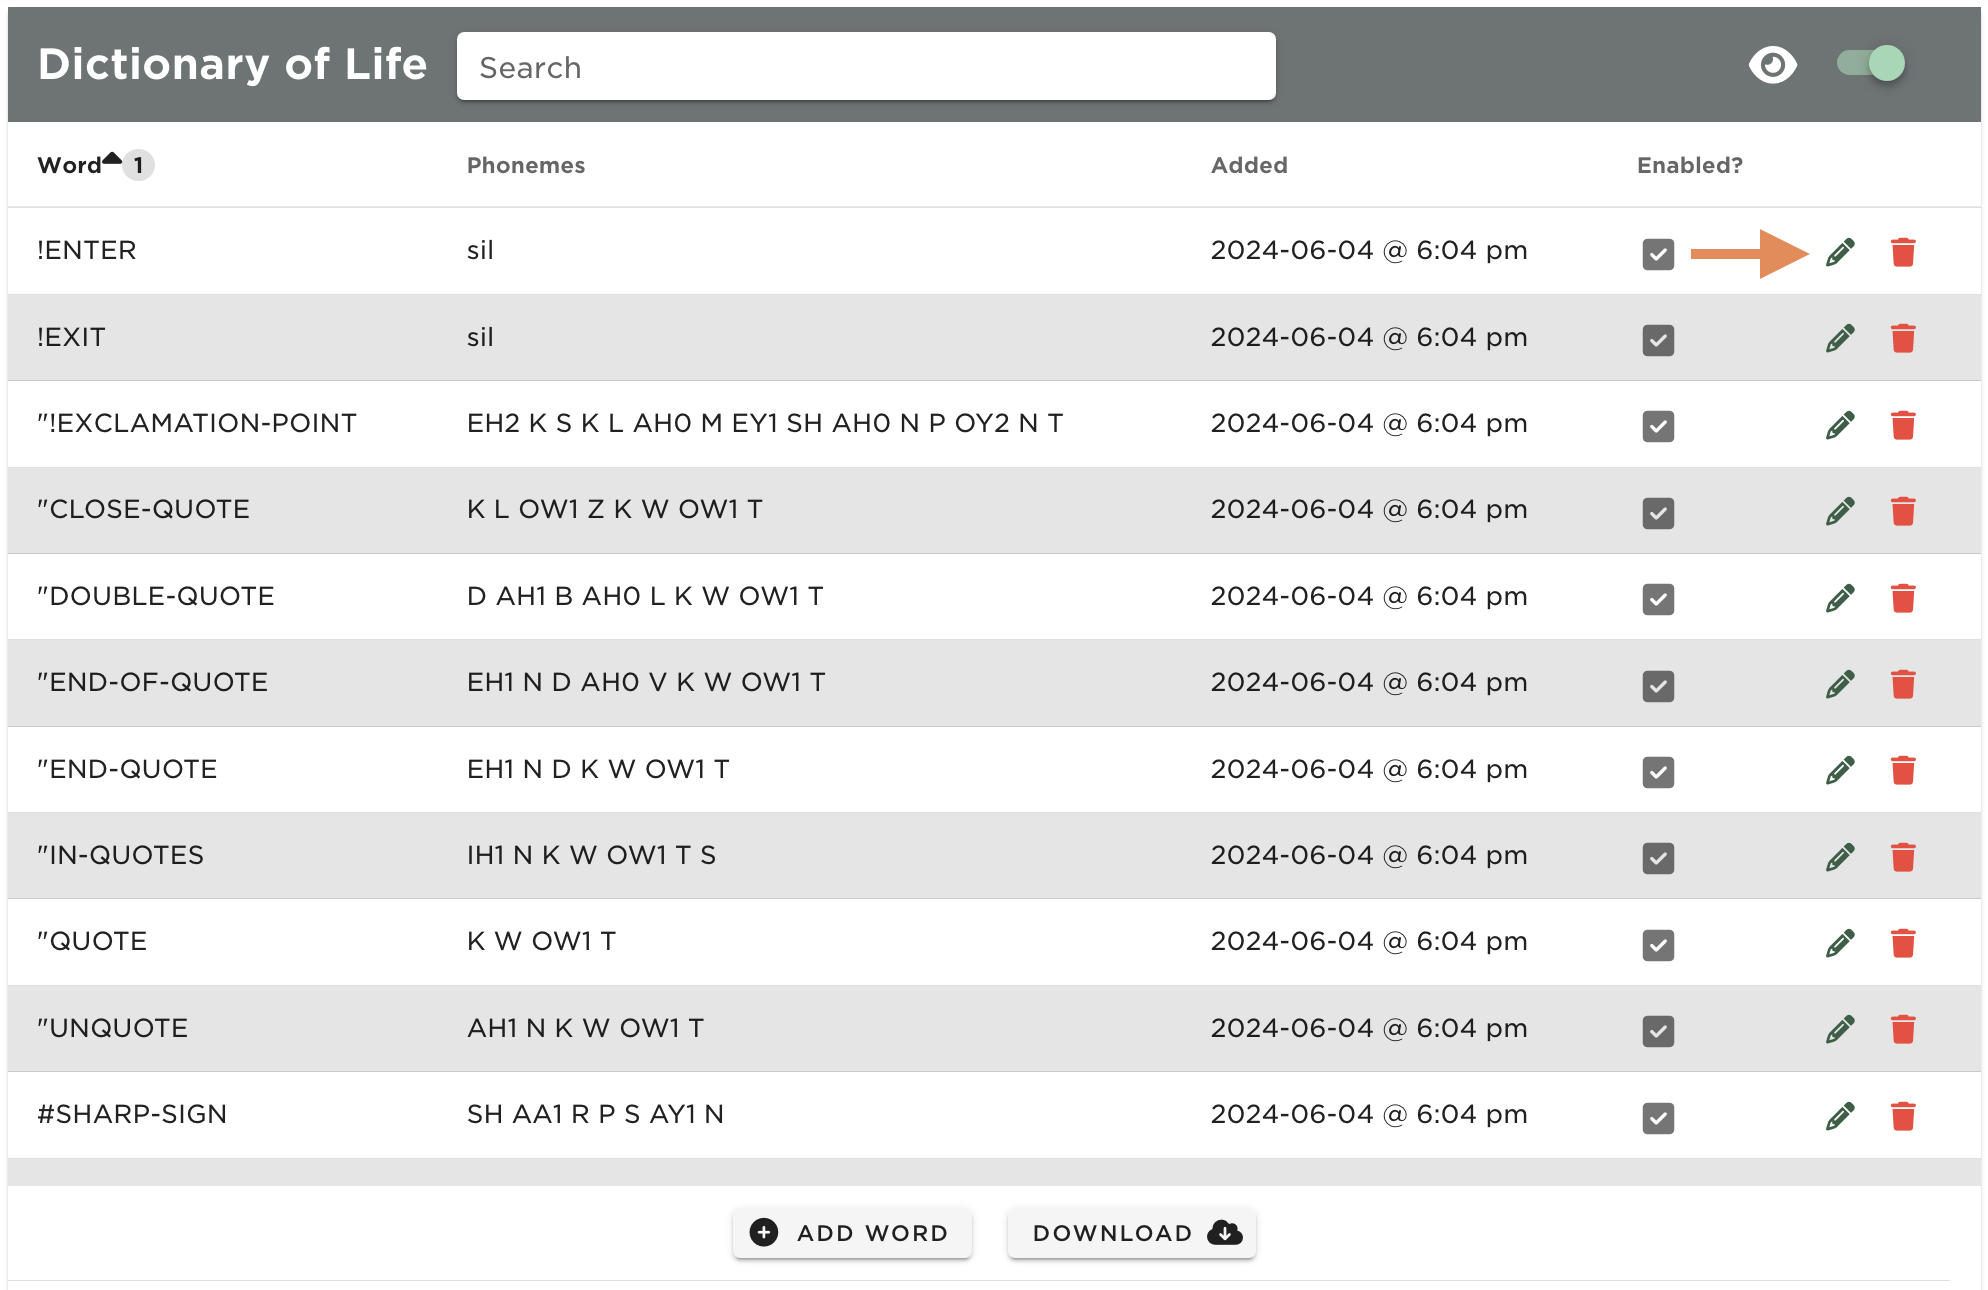 Dictionary of Life Search
Word 1 Phonemes Added Enabled?
!ENTER sil 2024-06-04 @ 6:04 pm
!EXIT sil 2024-06-04 @ 6:04 pm
"!EXCLAMATION-POINT EH2 K S K L AH0 M EY1 SH AH0 N P OY2 N T 2024-06-04 @ 6:04 pm
"CLOSE-QUOTE K L OW1 Z K W OW1 T 2024-06-04 @ 6:04 pm
"DOUBLE-QUOTE D AH1 B AH0 L K W OW1 T 2024-06-04 @ 6:04 pm
"END-OF-QUOTE EH1 N D AH0 V K W OW1 T 2024-06-04 @ 6:04 pm
"END-QUOTE EH1 N D K W OW1 T 2024-06-04 @ 6:04 pm
"IN-QUOTES IH1 N K W OW1 T S 2024-06-04 @ 6:04 pm
"QUOTE K W OW1 T 2024-06-04 @ 6:04 pm
"UNQUOTE AH1 N K W OW1 T 2024-06-04 @ 6:04 pm
#SHARP-SIGN SH AA1 R P S AY1 N 2024-06-04 @ 6:04 pm
ADD WORD DOWNLOAD